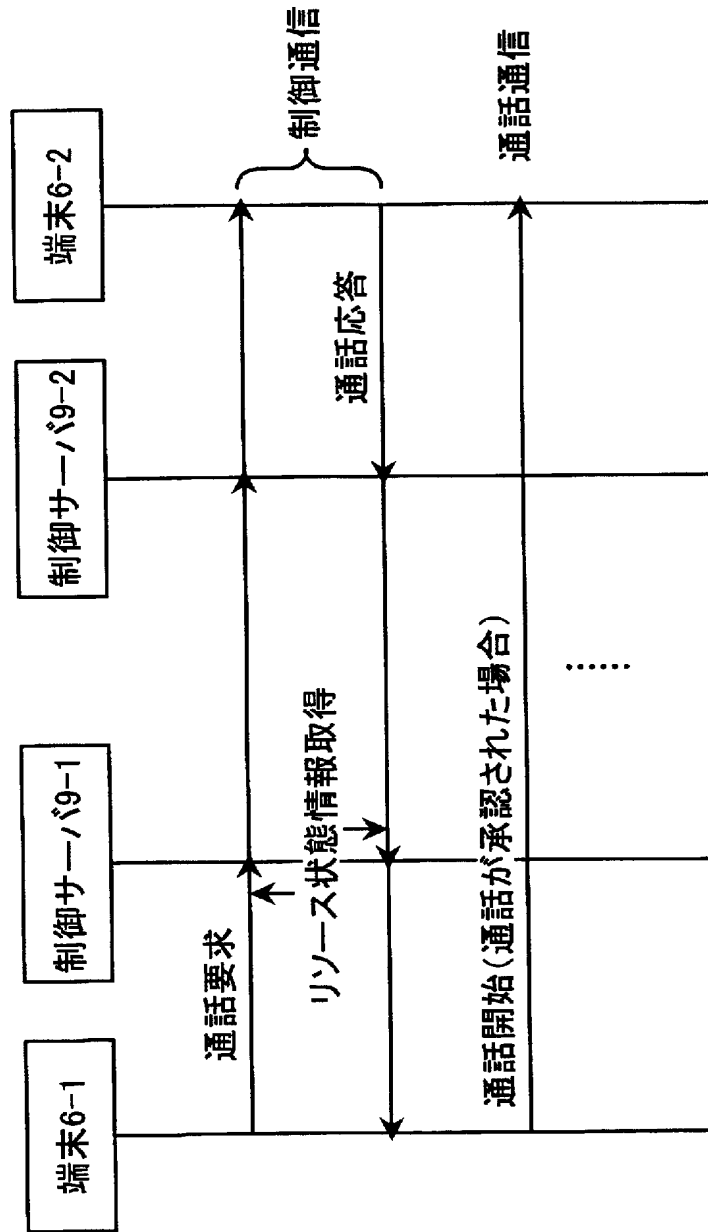 端末6-1
制御サーバ9-1
制御サーバ9-2
端末6-2
通話要求
リソース状態情報取得
通話応答
制御通信
通話開始(通話が承認された場合)
通話通信
……